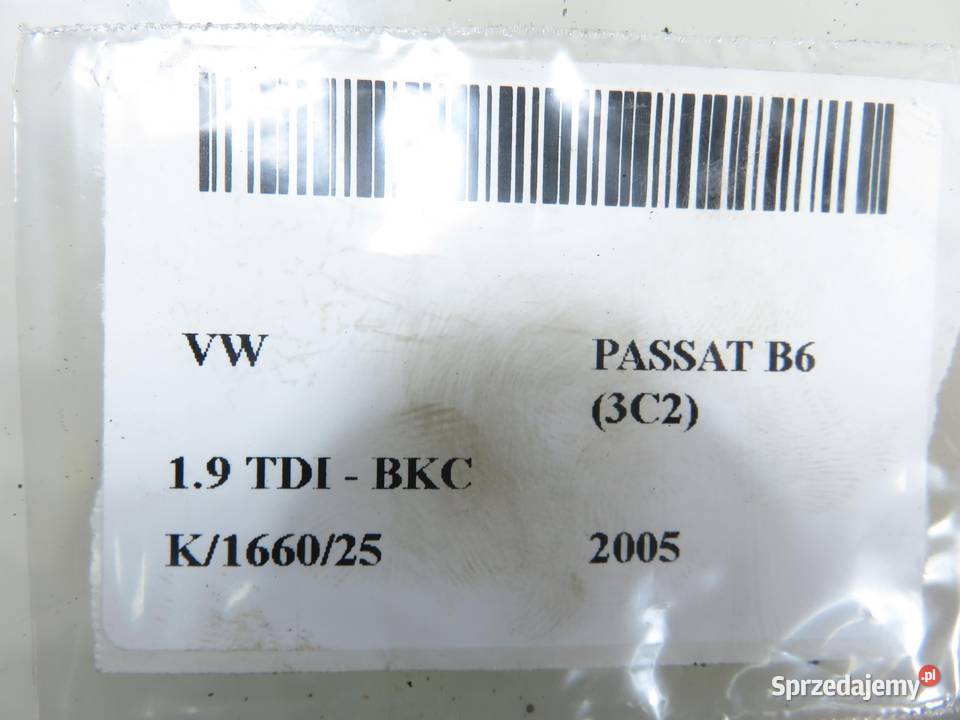 VW
PASSAT B6
(3C2)
1.9 TDI - BKC
K/1660/25
2005
Sprzedajemy.pl